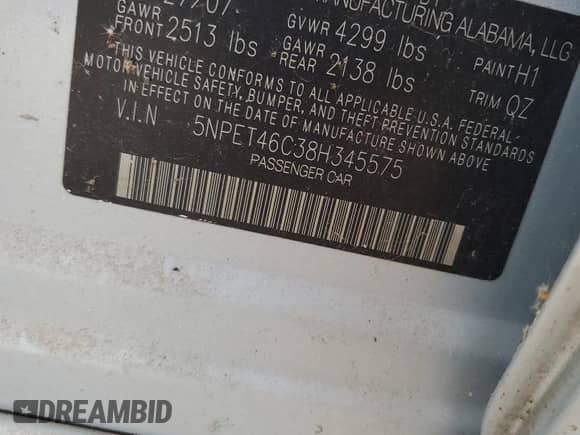 MANUFACTURING ALABAMA, LLC
GAWR FRONT 2513 lbs GVWR 4299 lbs GAWR REAR 2138 lbs PAINT H1 TRIM QZ
THIS VEHICLE CONFORMS TO ALL APPLICABLE U.S.A. FEDERAL
MOTOR VEHICLE SAFETY, BUMPER, AND THEFT PREVENTION STANDARDS
IN EFFECT ON THE DATE OF MANUFACTURE SHOWN ABOVE
V.I.N 5NPET46C38H345575
PASSENGER CAR
DREAMBID